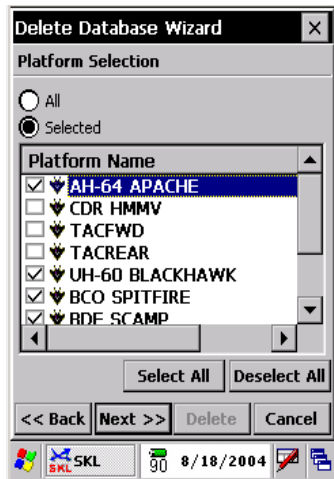 Delete Database Wizard
Platform Selection
All
Selected
Platform Name
AH-64 APACHE
CDR HMMV
TACFWD
TACREAR
UH-60 BLACKHAWK
BCO SPITFIRE
BDE SCAMP
Select All Deselect All
<< Back Next >> Delete Cancel
SKL SKL 90 8/18/2004